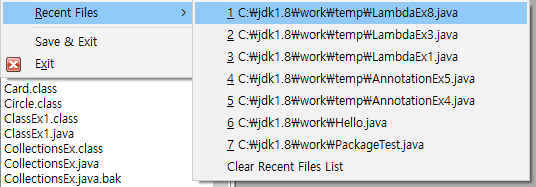 Recent Files
Save & Exit
Exit
Card.class
Circle.class
ClassEx1.class
ClassEx1.java
CollectionsEx.class
CollectionsEx.java
CollectionsEx.java.bak
1 C:₩jdk1.8₩work₩temp₩LambdaEx8.java
2 C:₩jdk1.8₩work₩temp₩LambdaEx3.java
3 C:₩jdk1.8₩work₩temp₩LambdaEx1.java
4 C:₩jdk1.8₩work₩temp₩AnnotationEx5.java
5 C:₩jdk1.8₩work₩temp₩AnnotationEx4.java
6 C:₩jdk1.8₩work₩Hello.java
7 C:₩jdk1.8₩work₩PackageTest.java
Clear Recent Files List